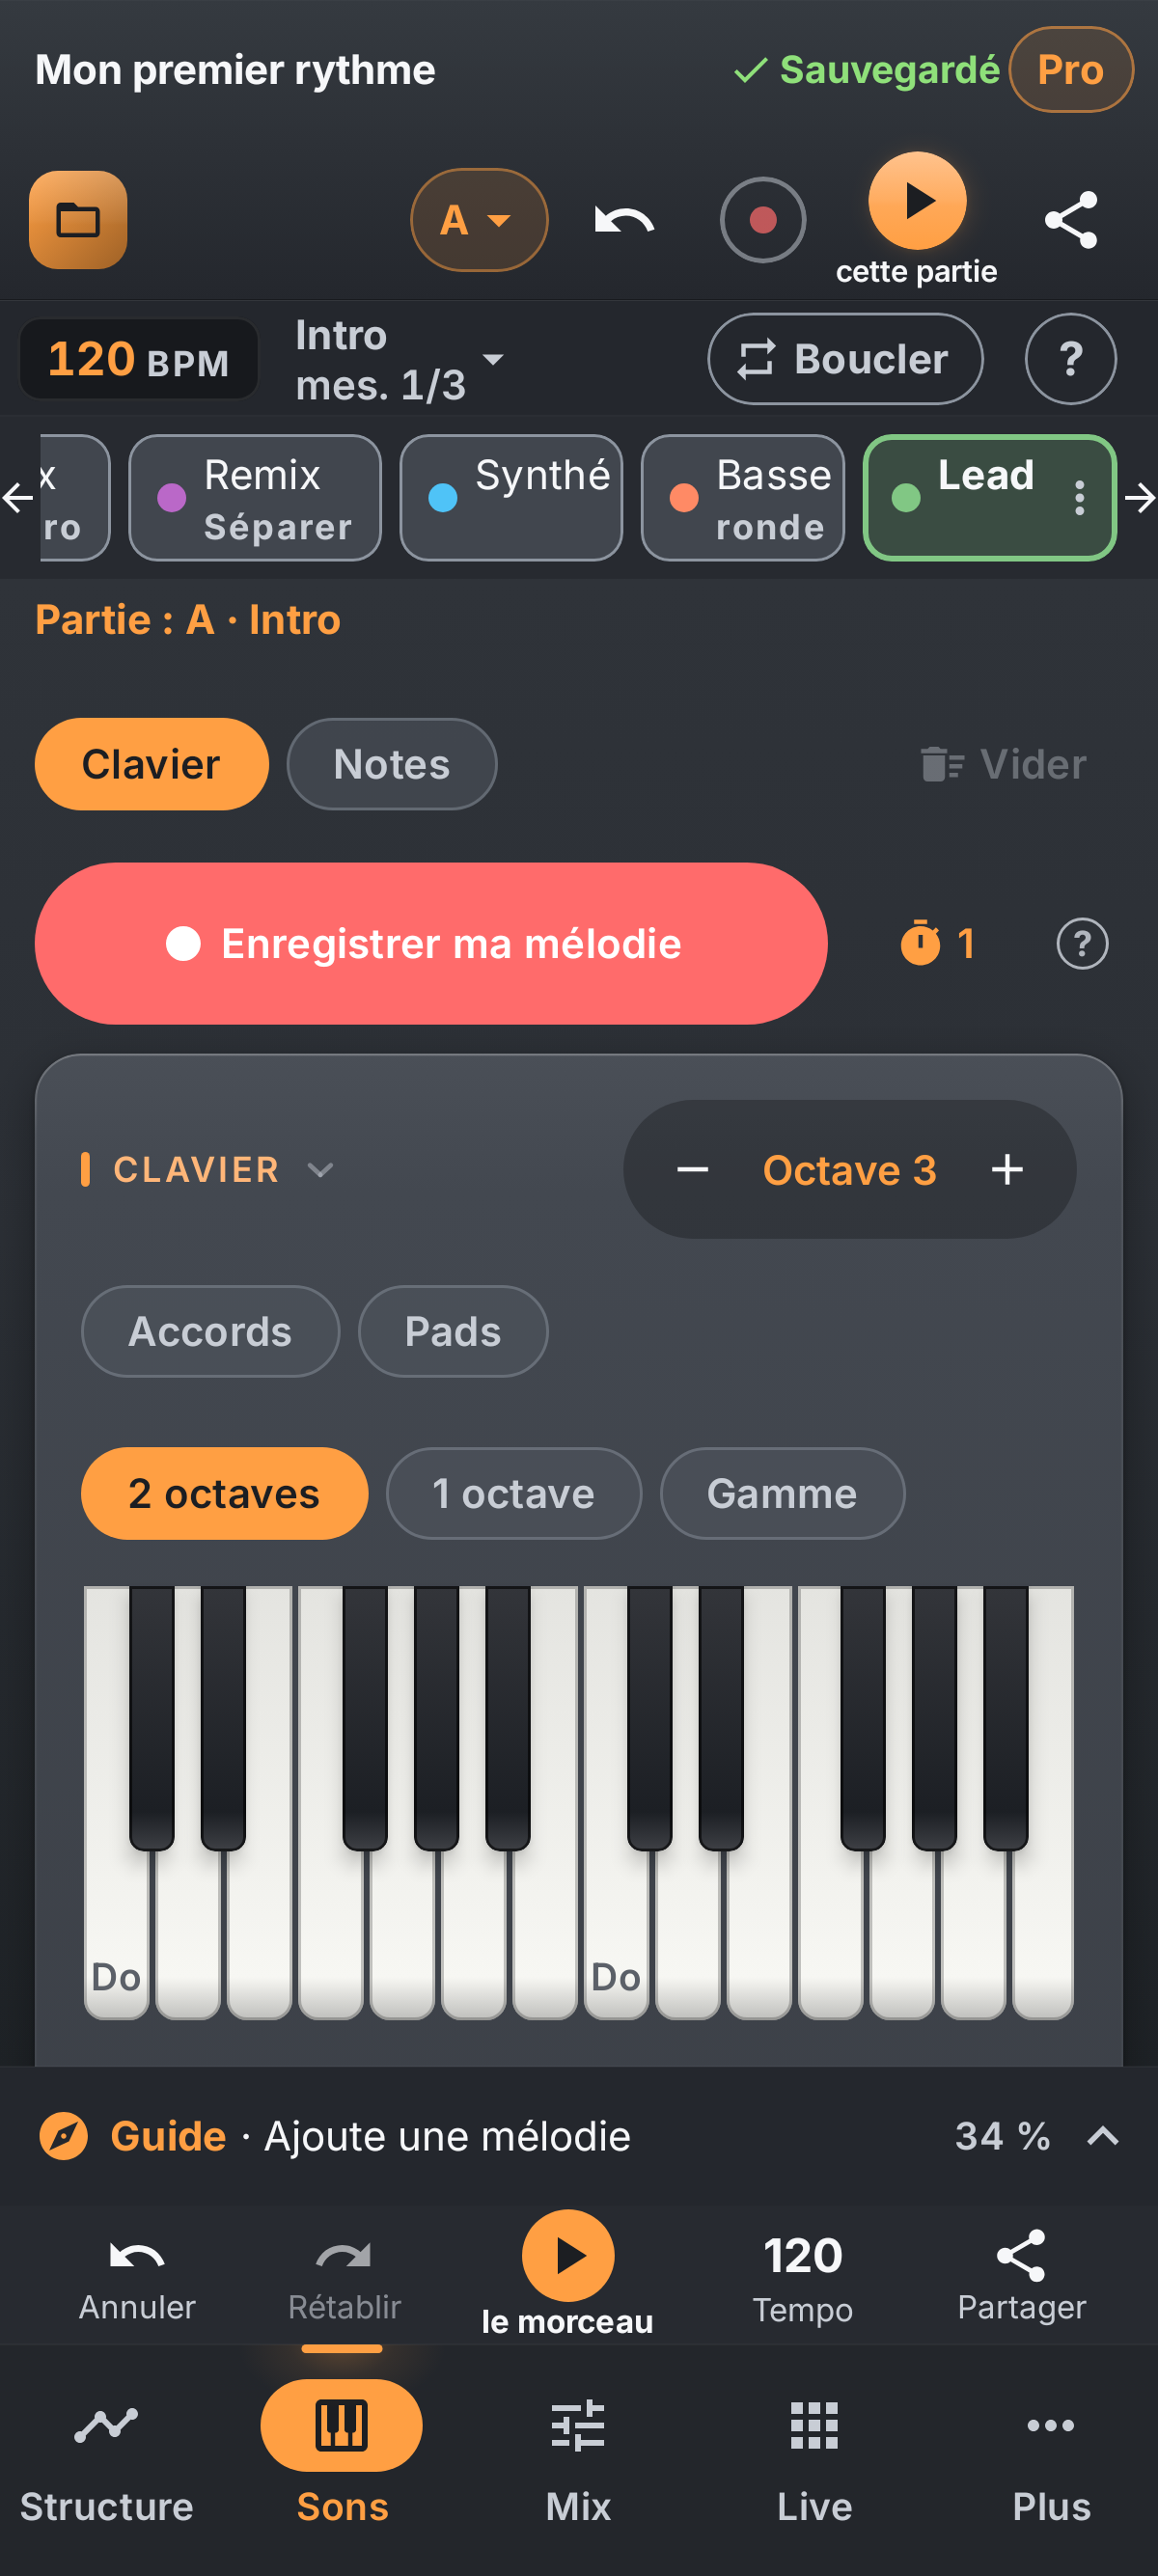 Mon premier rythme
Sauvegardé
Pro
A
cette partie
120 BPM
Intro
mes. 1/3
Boucler
?
x
ro
Remix
Séparer
Synthé
Basse
ronde
Lead
Partie : A · Intro
Clavier
Notes
Vider
Enregistrer ma mélodie
1
?
CLAVIER
Octave 3
Accords
Pads
2 octaves
1 octave
Gamme
Do
Do
Guide · Ajoute une mélodie
34 %
Annuler
Rétablir
le morceau
120
Tempo
Partager
Structure
Sons
Mix
Live
Plus